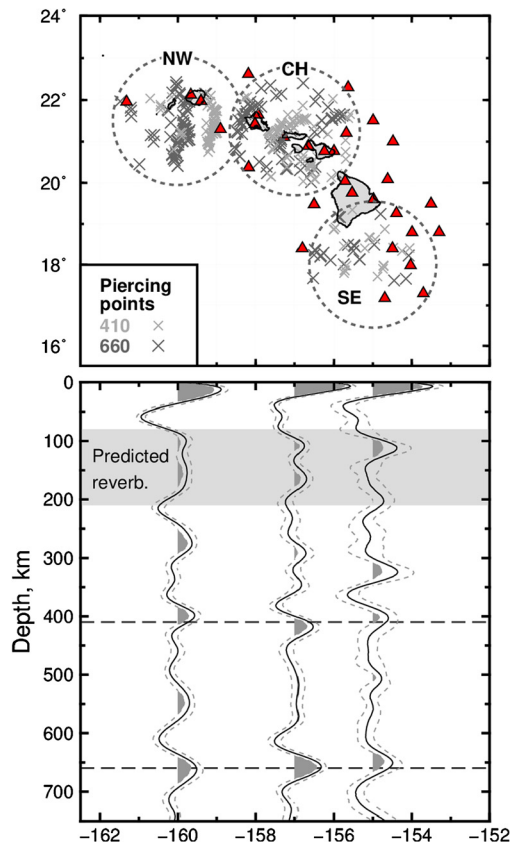 24°
22°
20°
18°
16°
NW
CH
SE
Piercing
points
410 ×
660 ×
0
100
200
300
400
500
600
700
Depth, km
Predicted
reverb.
−162 −160 −158 −156 −154 −152